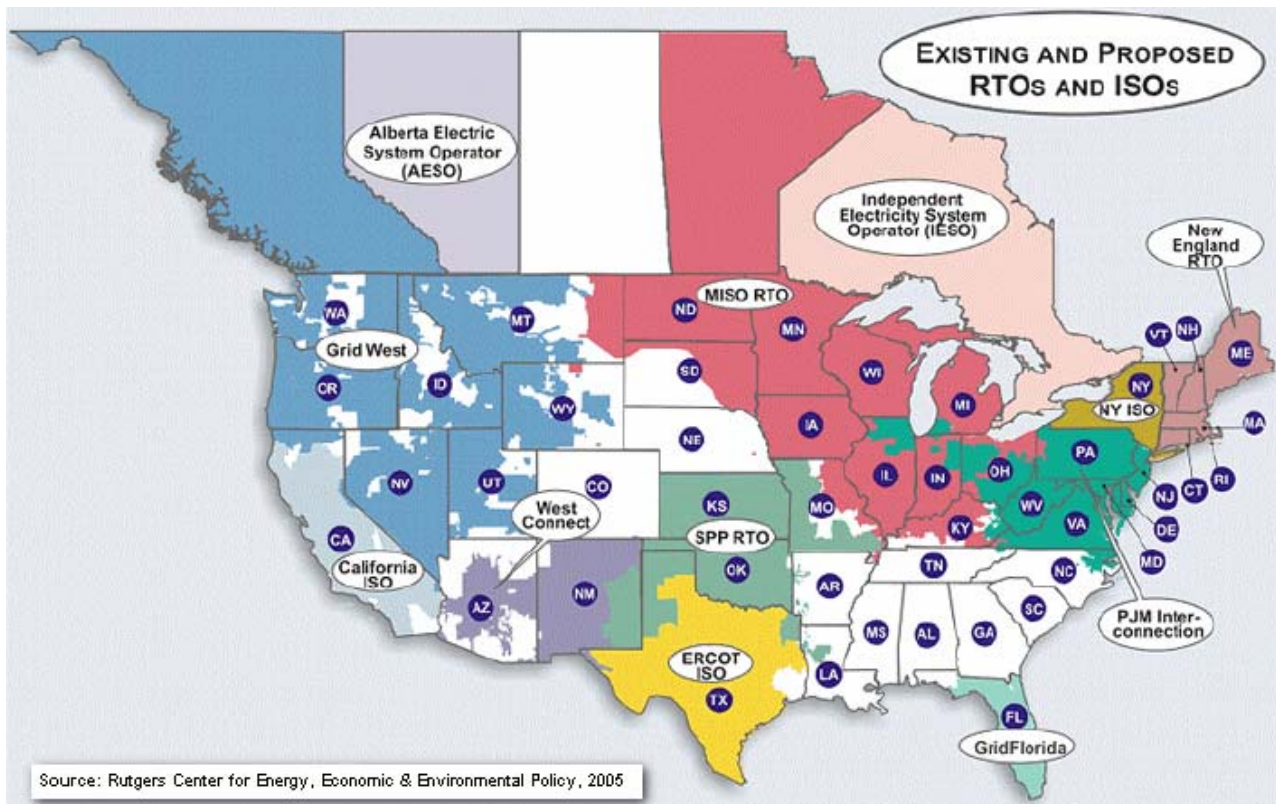 EXISTING AND PROPOSED
RTOS AND ISOS
Alberta Electric
System Operator
(AESO)
Independent
Electricity System
Operator (IESO)
New
England
RTO
MISO RTO
Grid West
NY ISO
West
Connect
SPP RTO
California
ISO
PJM Inter-
connection
ERCOT
ISO
GridFlorida
WA
MT
ND
MN
VT
NH
ME
OR
ID
SD
WI
NY
WY
MI
MA
IA
NE
PA
NV
UT
CO
IL
IN
OH
NJ
CT
RI
KS
MO
WV
DE
CA
KY
VA
MD
OK
TN
NC
AZ
NM
AR
SC
MS
AL
GA
LA
TX
FL
Source: Rutgers Center for Energy, Economic & Environmental Policy, 2005